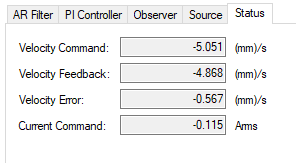 AR Filter PI Controller Observer Source Status
Velocity Command: -5.051 (mm)/s
Velocity Feedback: -4.868 (mm)/s
Velocity Error: -0.567 (mm)/s
Current Command: -0.115 Arms